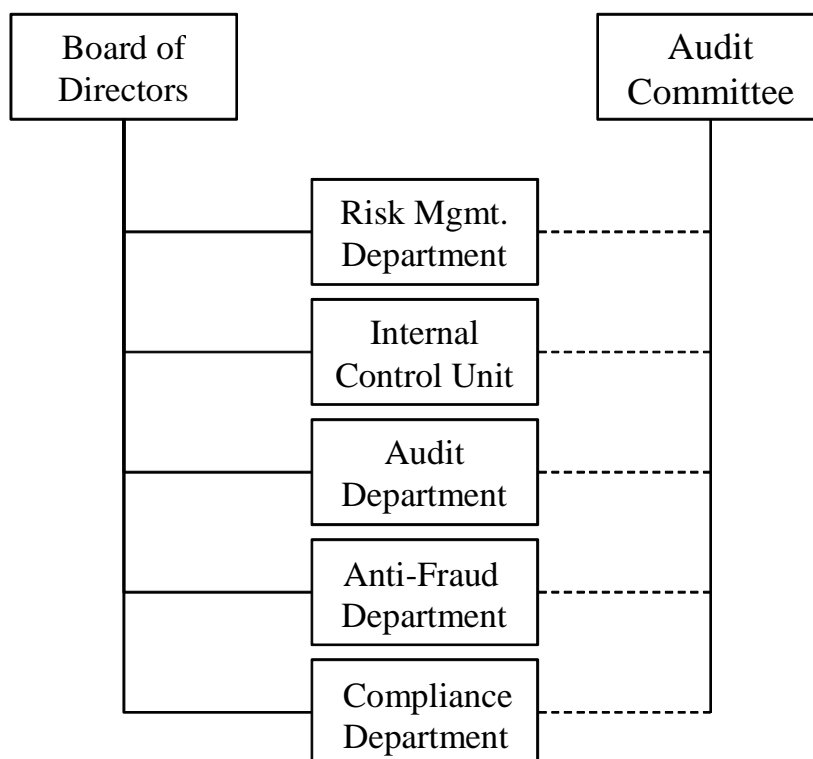 Board of
Directors
Audit
Committee
Risk Mgmt.
Department
Internal
Control Unit
Audit
Department
Anti-Fraud
Department
Compliance
Department